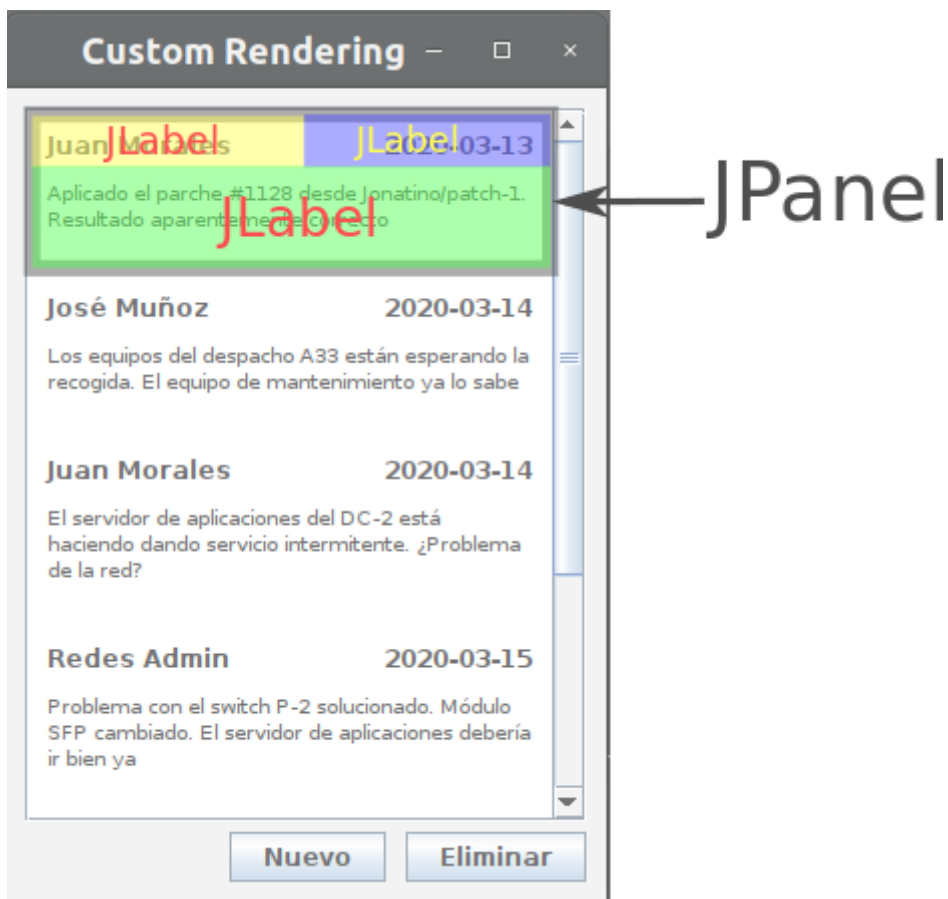 Custom Rendering
Juan Morales 2020-03-13
JLabel JLabel
Aplicado el parche #1128 desde Jonatino/patch-1.
Resultado aparentemente correcto
JLabel
JPanel
José Muñoz 2020-03-14
Los equipos del despacho A33 están esperando la
recogida. El equipo de mantenimiento ya lo sabe
Juan Morales 2020-03-14
El servidor de aplicaciones del DC-2 está
haciendo dando servicio intermitente. ¿Problema
de la red?
Redes Admin 2020-03-15
Problema con el switch P-2 solucionado. Módulo
SFP cambiado. El servidor de aplicaciones debería
ir bien ya
Nuevo Eliminar